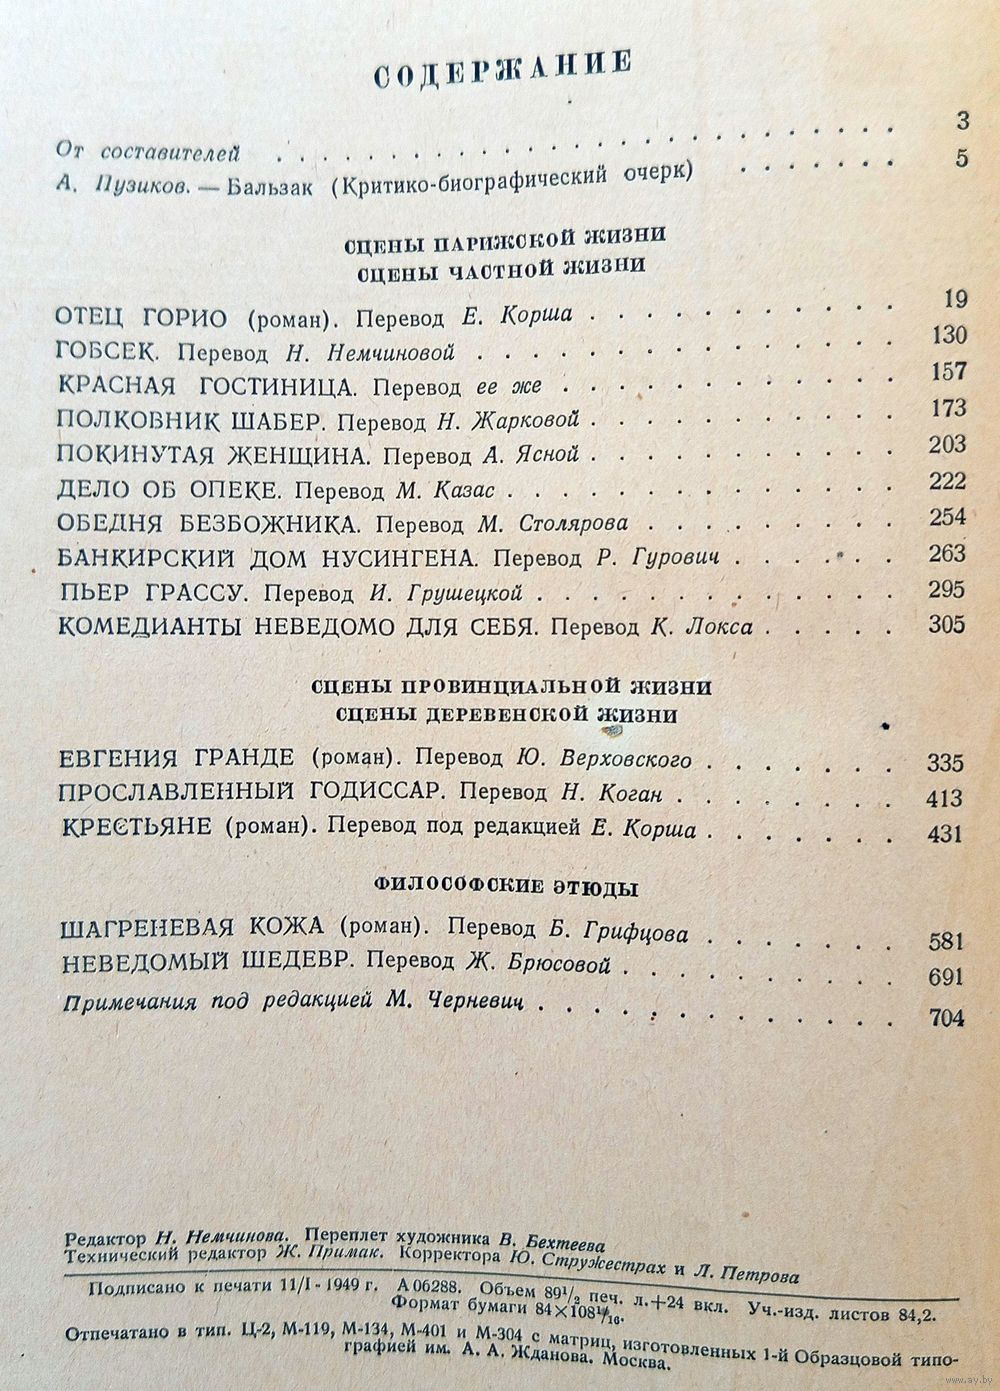 СОДЕРЖАНИЕ
От составителей . . . . . . . . . . . . . . . . . . . . . 3
А. Пузиков. — Бальзак (Критико-биографический очерк) . . . . . . 5
СЦЕНЫ ПАРИЖСКОЙ ЖИЗНИ
СЦЕНЫ ЧАСТНОЙ ЖИЗНИ
ОТЕЦ ГОРИО (роман). Перевод Е. Корша . . . . . . . . . . . 19
ГОБСЕК. Перевод Н. Немчиновой . . . . . . . . . . . . . . . 130
КРАСНАЯ ГОСТИНИЦА. Перевод ее же . . . . . . . . . . . . 157
ПОЛКОВНИК ШАБЕР. Перевод Н. Жарковой . . . . . . . . . . . 173
ПОКИНУТАЯ ЖЕНЩИНА. Перевод А. Ясной . . . . . . . . . . . 203
ДЕЛО ОБ ОПЕКЕ. Перевод М. Казас . . . . . . . . . . . . . . 222
ОБЕДНЯ БЕЗБОЖНИКА. Перевод М. Столярова . . . . . . . . . 254
БАНКИРСКИЙ ДОМ НУСИНГЕНА. Перевод Р. Гурович . . . . . . 263
ПЬЕР ГРАССУ. Перевод И. Грушецкой . . . . . . . . . . . . . 295
КОМЕДИАНТЫ НЕВЕДОМО ДЛЯ СЕБЯ. Перевод К. Локса . . . . . 305
СЦЕНЫ ПРОВИНЦИАЛЬНОЙ ЖИЗНИ
СЦЕНЫ ДЕРЕВЕНСКОЙ ЖИЗНИ
ЕВГЕНИЯ ГРАНДЕ (роман). Перевод Ю. Верховского . . . . . . . 335
ПРОСЛАВЛЕННЫЙ ГОДИССАР. Перевод Н. Коган . . . . . . . . 413
КРЕСТЬЯНЕ (роман). Перевод под редакцией Е. Корша . . . . . . . 431
ФИЛОСОФСКИЕ ЭТЮДЫ
ШАГРЕНЕВАЯ КОЖА (роман). Перевод Б. Грифцова . . . . . . . 581
НЕВЕДОМЫЙ ШЕДЕВР. Перевод Ж. Брюсовой . . . . . . . . . . 691
Примечания под редакцией М. Черневич . . . . . . . . . . . . . 704
Редактор Н. Немчинова. Переплет художника В. Бехтеева
Технический редактор Ж. Примак. Корректора Ю. Стружестрах и Л. Петрова
Подписано к печати 11/I-1949 г. А 06288. Объем 89¹/₂ печ. л.+24 вкл. Уч.-изд. листов 84,2.
Формат бумаги 84×108¹/₁₆.
Отпечатано в тип. Ц-2, М-119, М-134, М-401 и М-304 с матриц, изготовленных 1-й Образцовой типо-
графией им. А. А. Жданова. Москва.
www.ay.by